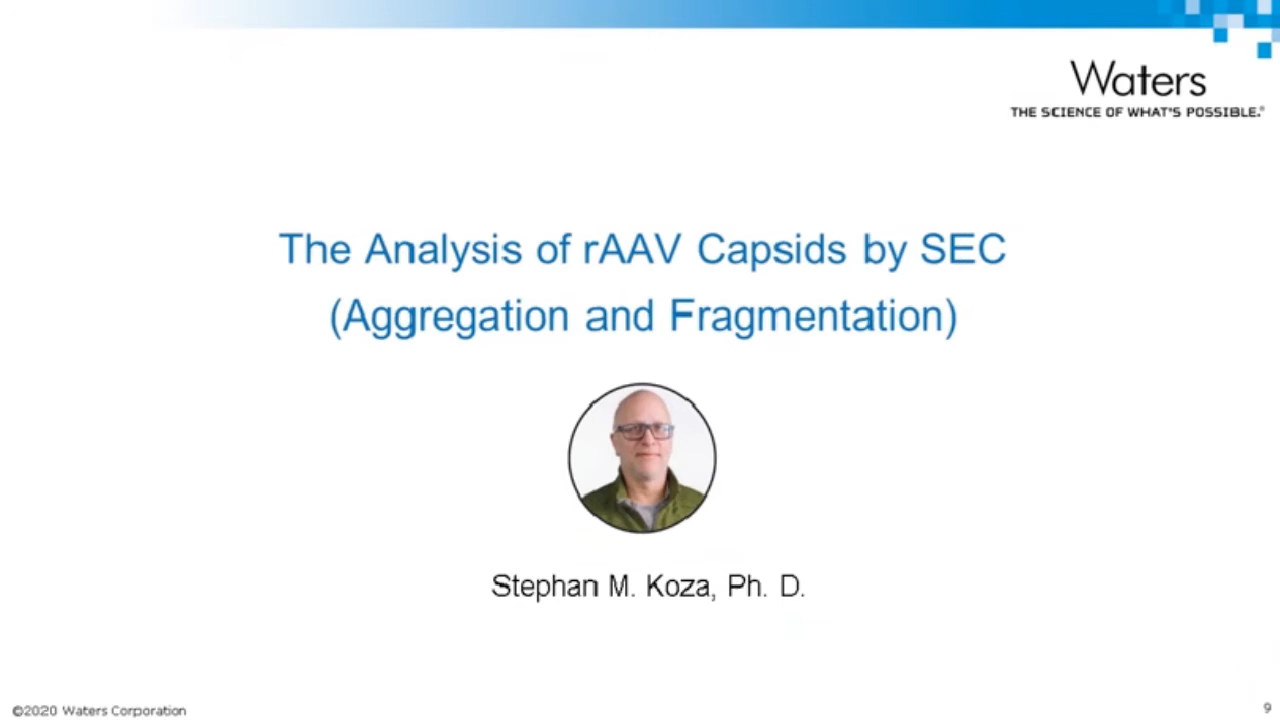 Waters
THE SCIENCE OF WHAT'S POSSIBLE.®
The Analysis of rAAV Capsids by SEC
(Aggregation and Fragmentation)
Stephan M. Koza, Ph. D.
©2020 Waters Corporation
9